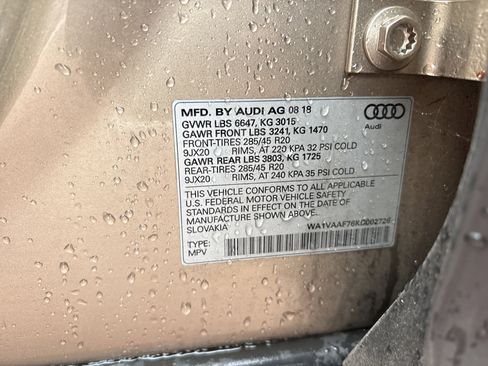 MFD. BY AUDI AG 08 18
GVWR LBS 6647, KG 3015
GAWR FRONT LBS 3241, KG 1470
FRONT-TIRES 285/45 R20
9JX20 RIMS, AT 220 KPA 32 PSI COLD
GAWR REAR LBS 3803, KG 1725
REAR-TIRES 285/45 R20
9JX20 RIMS, AT 240 KPA 35 PSI COLD
THIS VEHICLE CONFORMS TO ALL APPLICABLE
U.S. FEDERAL MOTOR VEHICLE SAFETY
STANDARDS IN EFFECT ON THE DATE OF
MANUFACTURE SHOWN ABOVE.
SLOVAKIA
TYPE:
MPV
WA1VAAF76KD002726
Audi